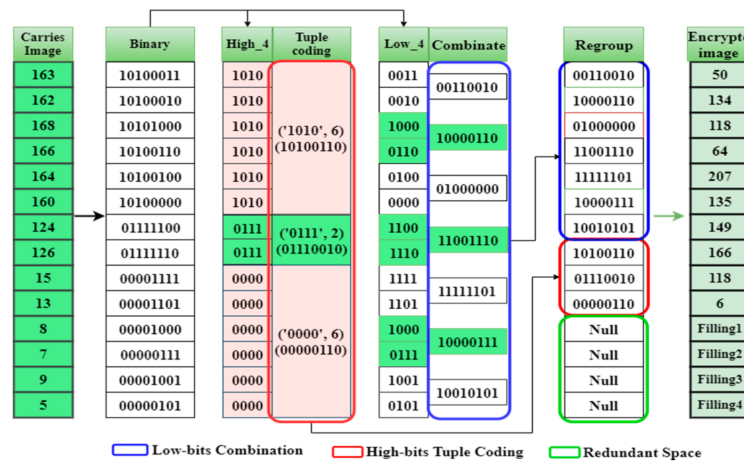 Carries Image Binary High_4 Tuple coding Low_4 Combinate Regroup Encrypte image
163 10100011 1010 0011 00110010 50
162 10100010 1010 0010 00110010 10000110 134
168 10101000 1010 1000 01000000 118
166 10100110 1010 ('1010', 6) (10100110) 0110 10000110 11001110 64
164 10100100 1010 0100 11111101 207
160 10100000 1010 0000 01000000 10000111 135
124 01111100 0111 1100 10010101 149
126 01111110 0111 ('0111', 2) (01110010) 1110 11001110 10100110 166
15 00001111 0000 1111 01110010 118
13 00001101 0000 1101 11111101 00000110 6
8 00001000 0000 1000 Null Filling1
7 00000111 0000 ('0000', 6) (00000110) 0111 10000111 Null Filling2
9 00001001 0000 1001 Null Filling3
5 00000101 0000 0101 10010101 Null Filling4
Low-bits Combination High-bits Tuple Coding Redundant Space